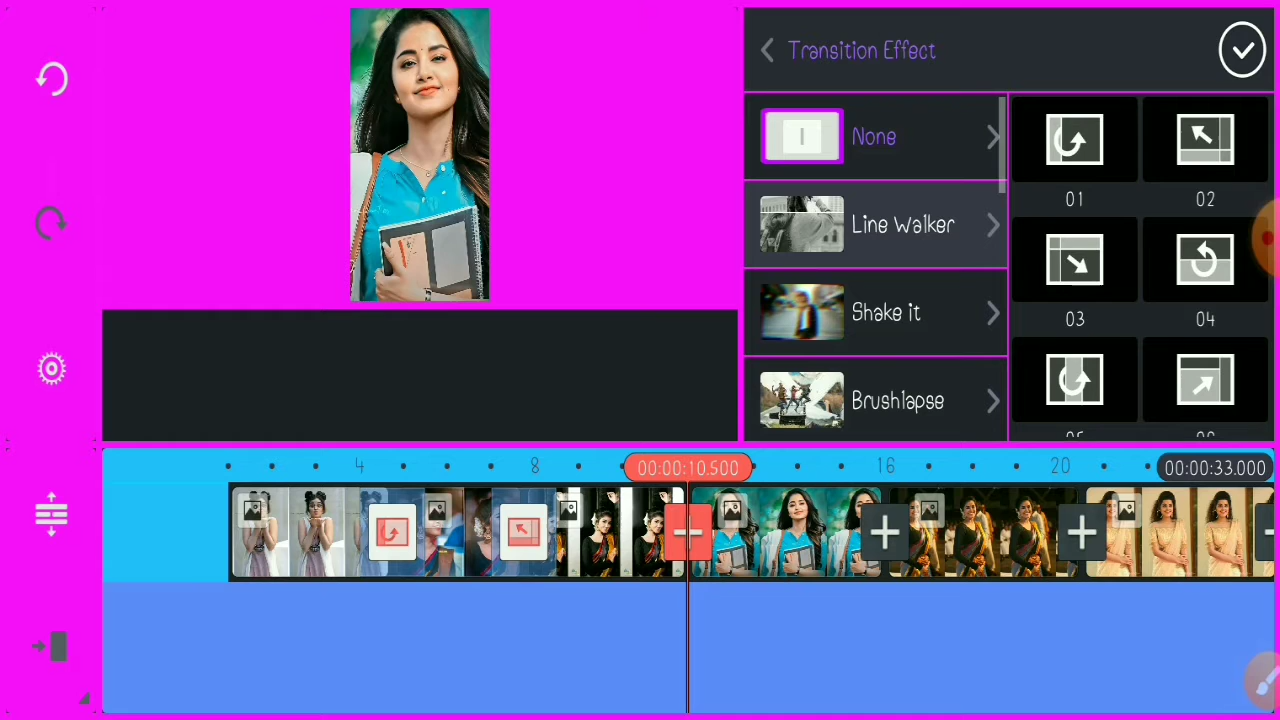 Transition Effect
None
Line Walker
Shake it
Brushlapse
01
02
03
04
4
8
00:00:10.500
16
20
00:00:33.000